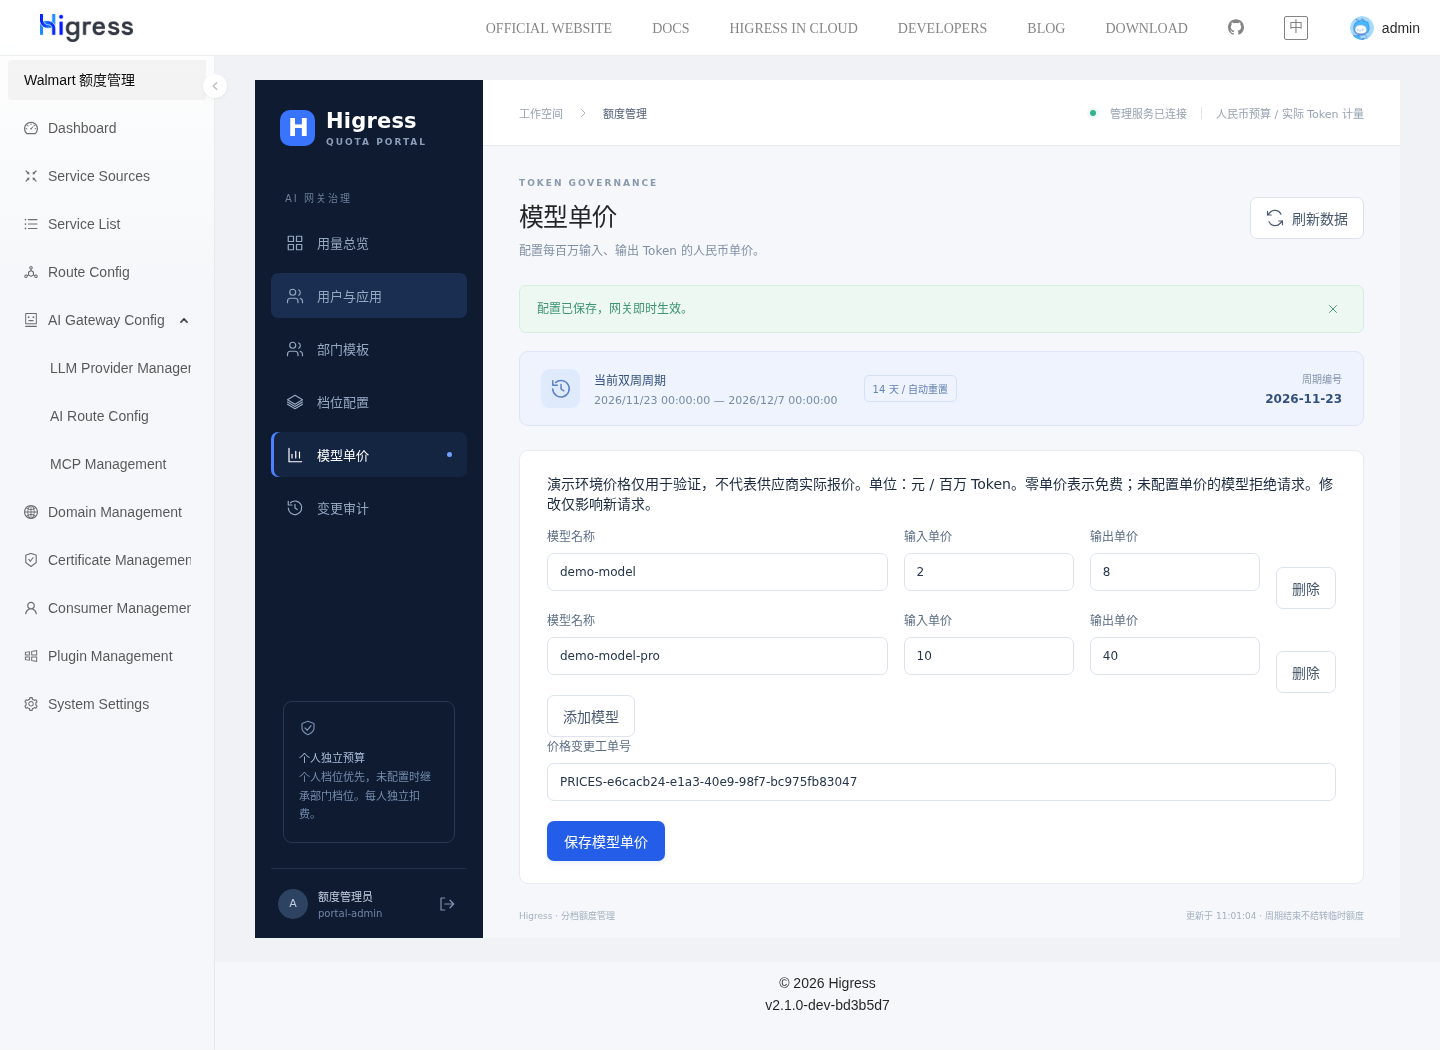 Higress
OFFICIAL WEBSITE
DOCS
HIGRESS IN CLOUD
DEVELOPERS
BLOG
DOWNLOAD
中
admin
Walmart 额度管理
Dashboard
Service Sources
Service List
Route Config
AI Gateway Config
LLM Provider Manager
AI Route Config
MCP Management
Domain Management
Certificate Managemen
Consumer Managemer
Plugin Management
System Settings
H
Higress
QUOTA PORTAL
AI 网关治理
用量总览
用户与应用
部门模板
档位配置
模型单价
变更审计
个人独立预算
个人档位优先，未配置时继
承部门档位。每人独立扣
费。
A
额度管理员
portal-admin
工作空间
额度管理
管理服务已连接
人民币预算 / 实际 Token 计量
TOKEN GOVERNANCE
模型单价
配置每百万输入、输出 Token 的人民币单价。
刷新数据
配置已保存，网关即时生效。
当前双周周期
2026/11/23 00:00:00 — 2026/12/7 00:00:00
14 天 / 自动重置
周期编号
2026-11-23
演示环境价格仅用于验证，不代表供应商实际报价。单位：元 / 百万 Token。零单价表示免费；未配置单价的模型拒绝请求。修
改仅影响新请求。
模型名称
输入单价
输出单价
demo-model
2
8
删除
模型名称
输入单价
输出单价
demo-model-pro
10
40
删除
添加模型
价格变更工单号
PRICES-e6cacb24-e1a3-40e9-98f7-bc975fb83047
保存模型单价
Higress · 分档额度管理
更新于 11:01:04 · 周期结束不结转临时额度
© 2026 Higress
v2.1.0-dev-bd3b5d7